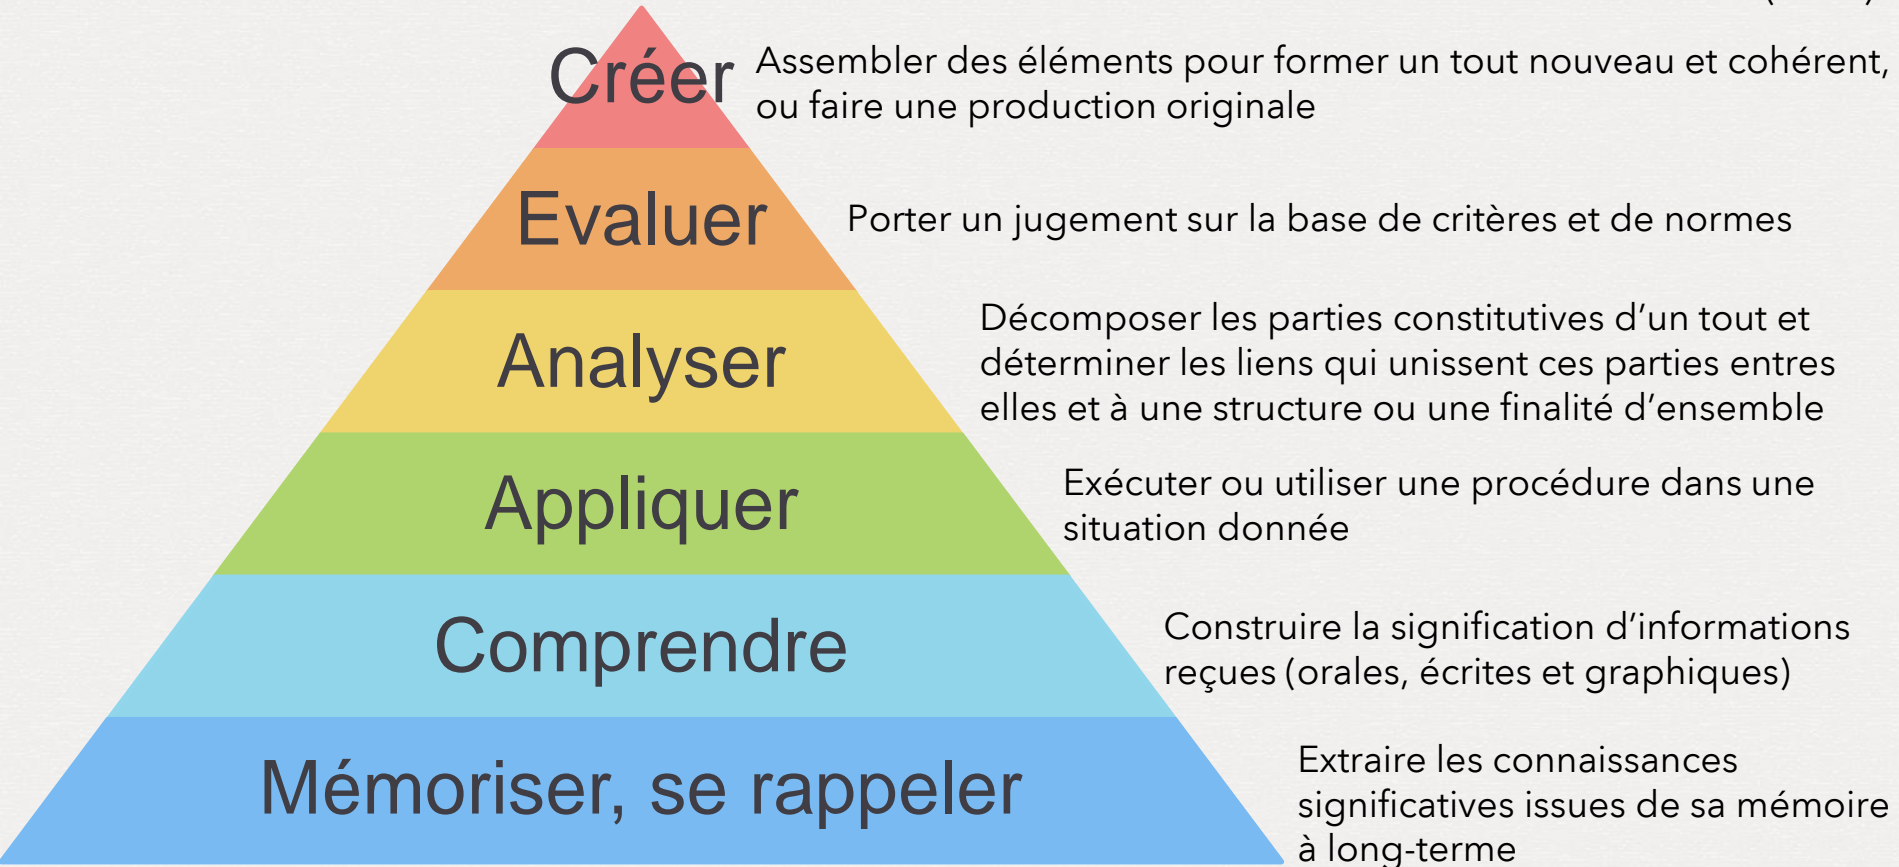 Créer
Assembler des éléments pour former un tout nouveau et cohérent,
ou faire une production originale
Evaluer
Porter un jugement sur la base de critères et de normes
Analyser
Décomposer les parties constitutives d’un tout et
déterminer les liens qui unissent ces parties entres
elles et à une structure ou une finalité d’ensemble
Appliquer
Exécuter ou utiliser une procédure dans une
situation donnée
Comprendre
Construire la signification d’informations
reçues (orales, écrites et graphiques)
Mémoriser, se rappeler
Extraire les connaissances
significatives issues de sa mémoire
à long-terme